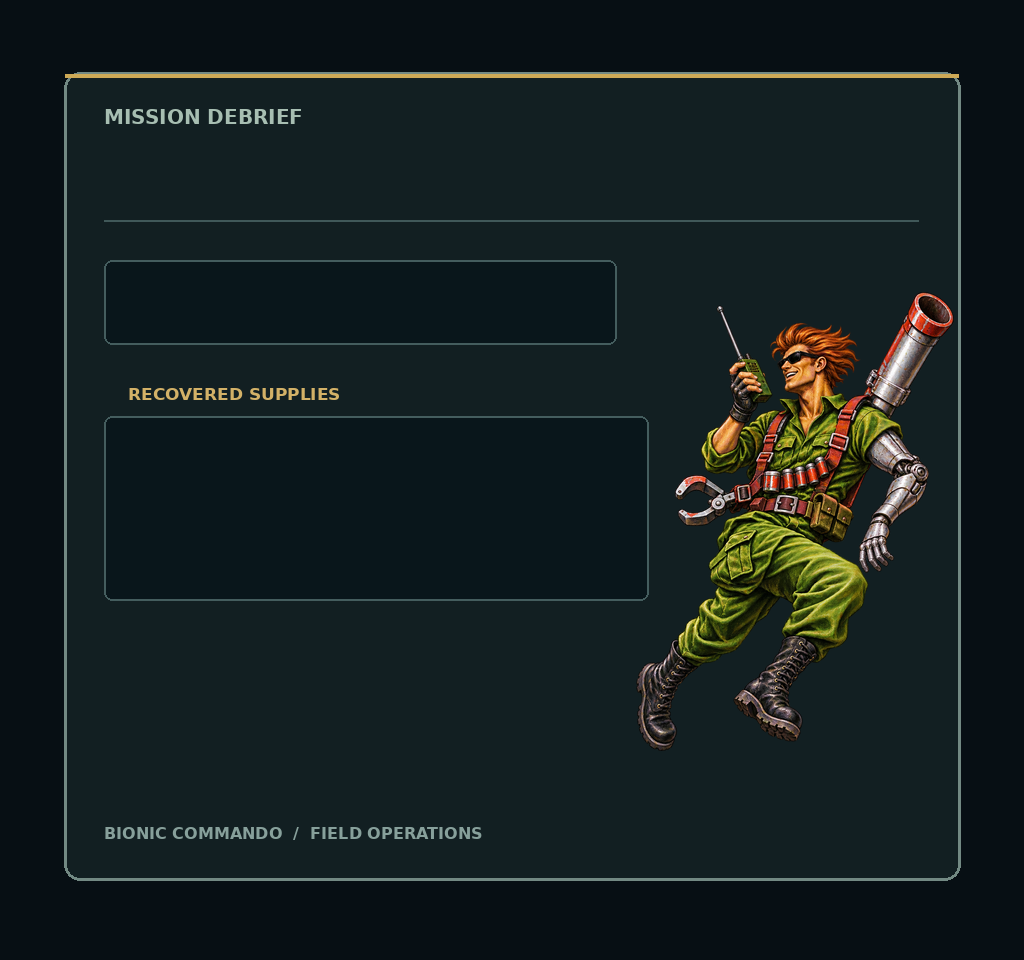 MISSION DEBRIEF
RECOVERED SUPPLIES
BIONIC COMMANDO / FIELD OPERATIONS